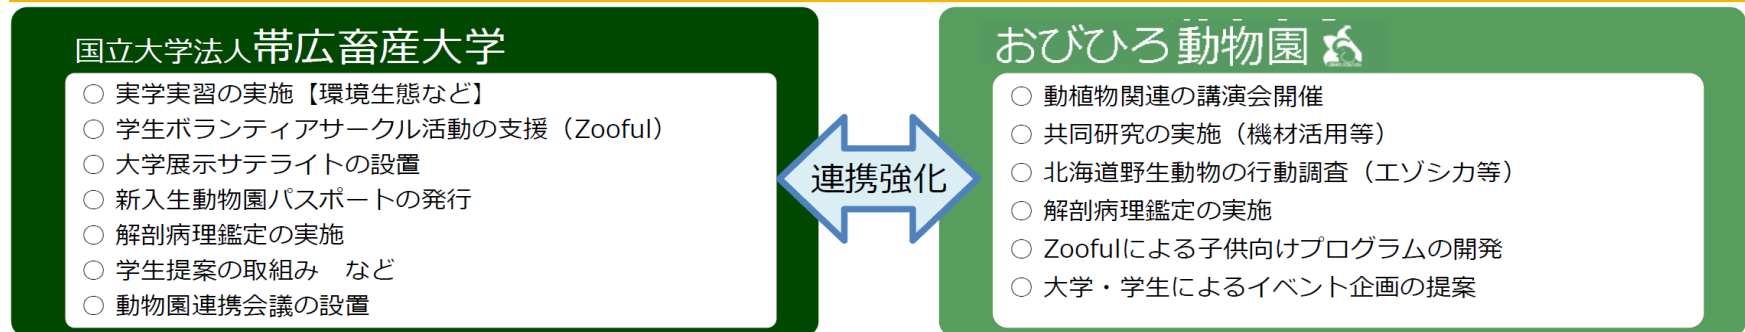 国立大学法人帯広畜産大学
○ 実学実習の実施【環境生態など】
○ 学生ボランティアサークル活動の支援（Zooful）
○ 大学展示サテライトの設置
○ 新入生動物園パスポートの発行
○ 解剖病理鑑定の実施
○ 学生提案の取組み　など
○ 動物園連携会議の設置
連携強化
おびひろ動物園
○ 動植物関連の講演会開催
○ 共同研究の実施（機材活用等）
○ 北海道野生動物の行動調査（エゾシカ等）
○ 解剖病理鑑定の実施
○ Zoofulによる子供向けプログラムの開発
○ 大学・学生によるイベント企画の提案